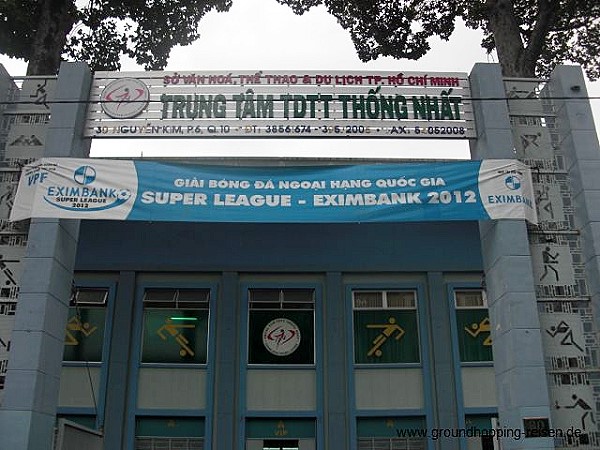 SỞ VĂN HOÁ, THỂ THAO & DU LỊCH TP. HỒ CHÍ MINH
TRUNG TÂM TDTT THỐNG NHẤT
NGUYỄN KIM, P.6, Q.10
VPF
EXIMBANK
SUPER LEAGUE
2012
GIẢI BÓNG ĐÁ NGOẠI HẠNG QUỐC GIA
SUPER LEAGUE - EXIMBANK 2012
EXIMBANK
VIP
www.groundhopping-reisen.de